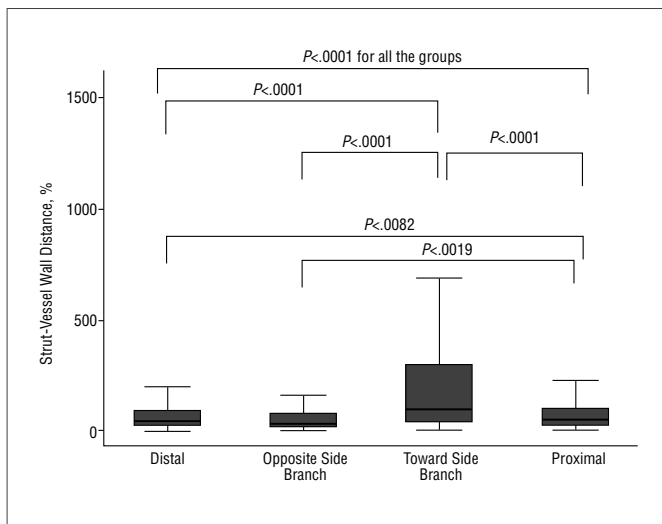 P<.0001 for all the groups
1500
P<.0001
P<.0001
P<.0001
1000
P<.0082
P<.0019
500
0
Strut-Vessel Wall Distance, %
Distal
Opposite Side
Branch
Toward Side
Branch
Proximal